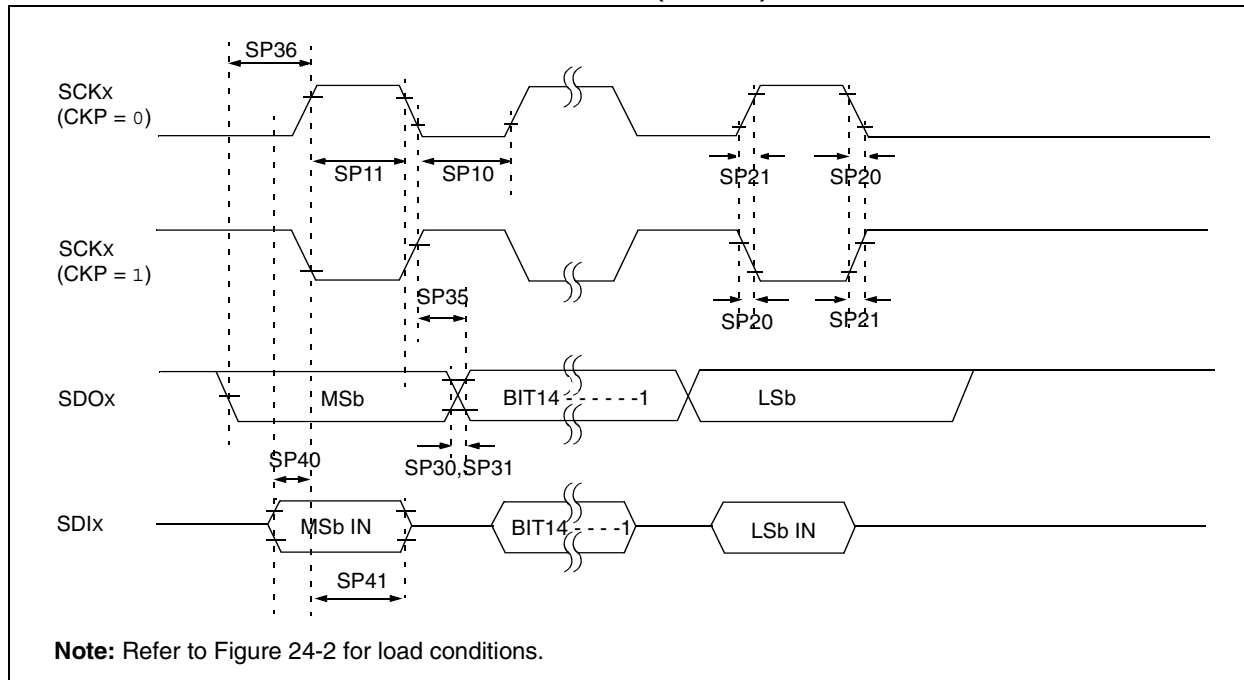 SP36
SCKx
(CKP = 0)
SP11
SP10
SP21
SP20
SCKx
(CKP = 1)
SP35
SP20
SP21
SDOx
MSb
BIT14 - - - - - -1
LSb
SP40
SP30,SP31
SDIx
MSb IN
BIT14 - - - -1
LSb IN
SP41
Note: Refer to Figure 24-2 for load conditions.